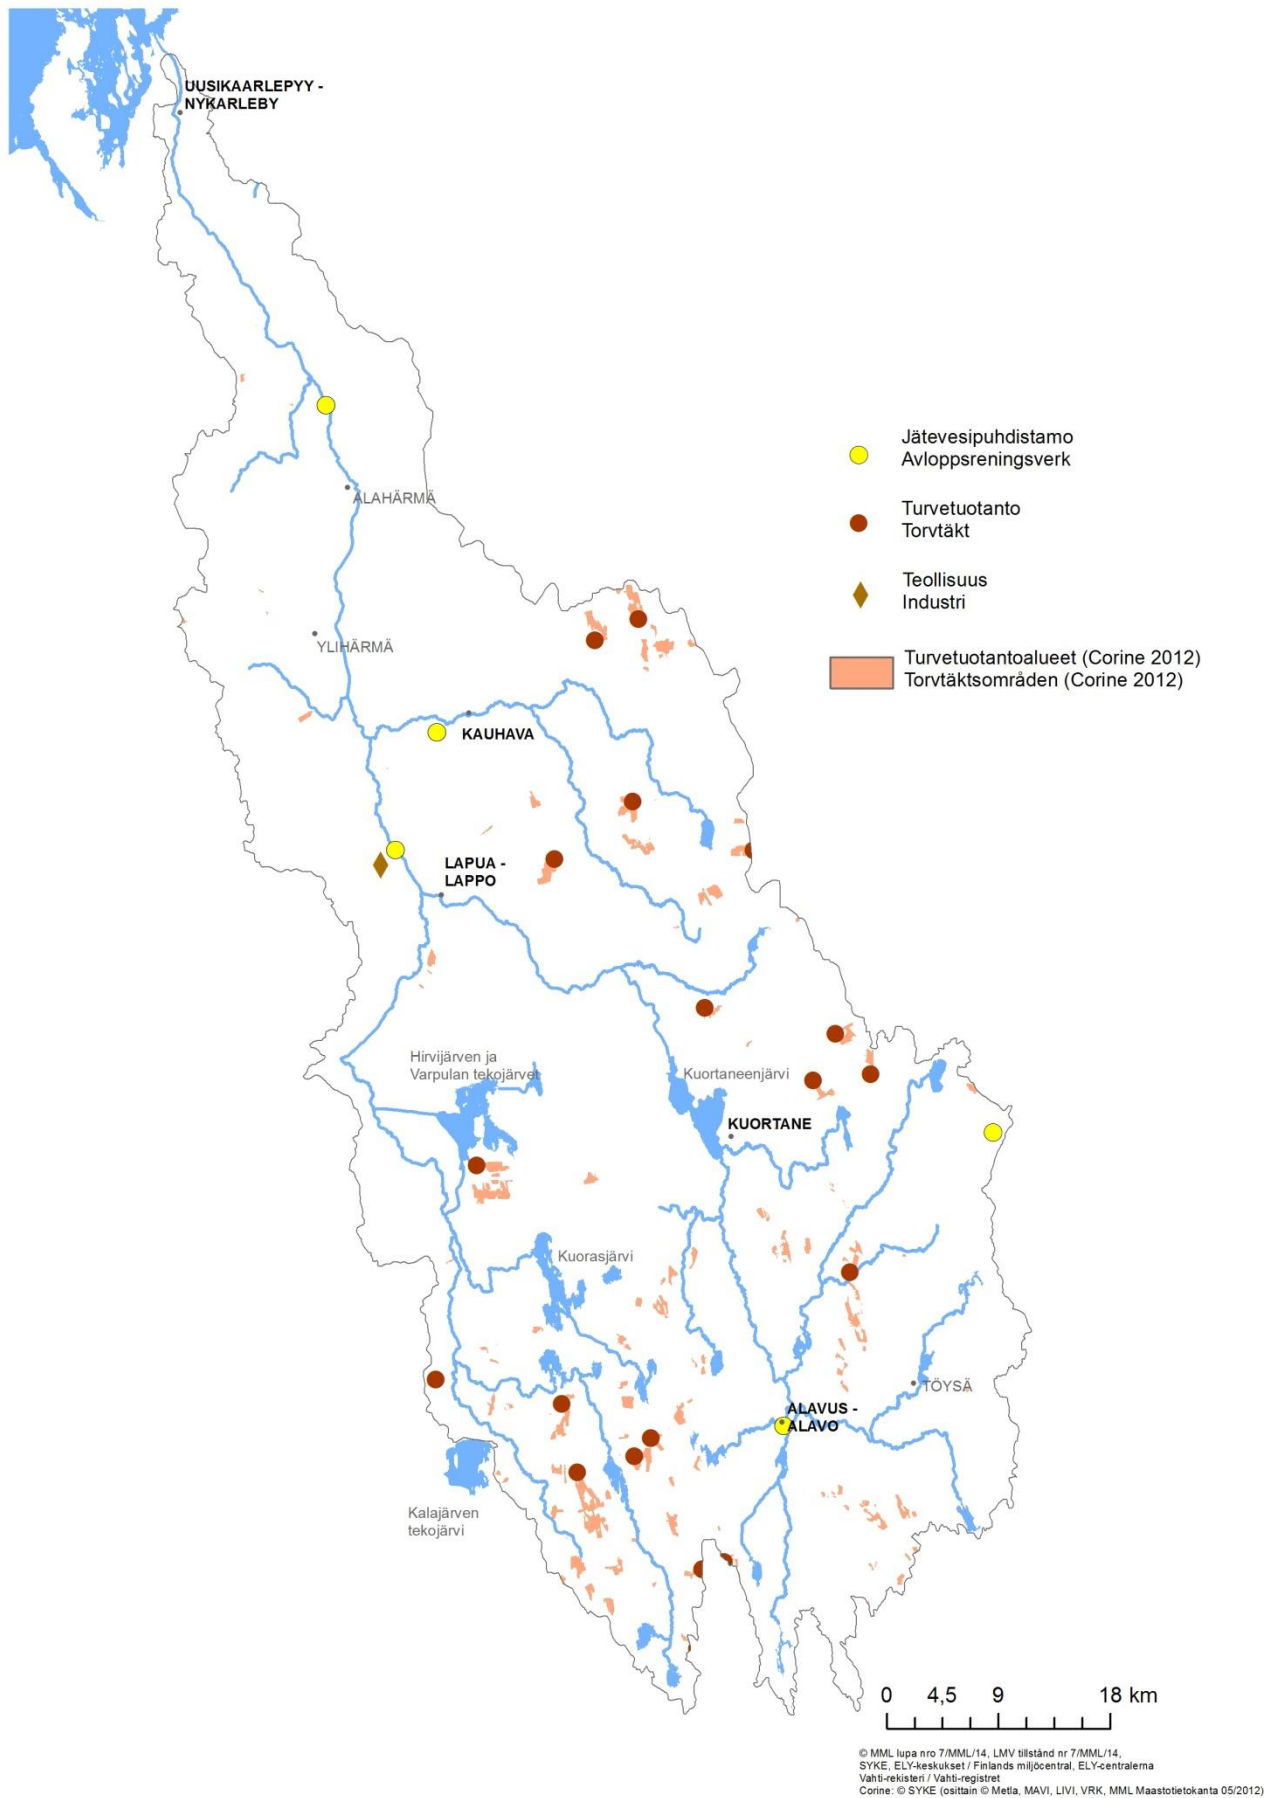 UUSIKAARLEPYY -
NYKARLEBY
ALAHÄRMÄ
Jätevesipuhdistamo
Avloppsreningsverk
Turvetuotanto
Torvtäkt
Teollisuus
Industri
Turvetuotantoalueet (Corine 2012)
Torvtäktsområden (Corine 2012)
YLIHÄRMÄ
KAUHAVA
LAPUA -
LAPPO
Hirvijärven ja
Varpulan tekojärvet
Kuortaneenjärvi
KUORTANE
Kuorasjärvi
TÖYSÄ
ALAVUS -
ALAVO
Kalajärven
tekojärvi
0 4,5 9 18 km
© MML lupa nro 7/MML/14, LMV tillstånd nr 7/MML/14,
SYKE, ELY-keskukset / Finlands miljöcentral, ELY-centralerna
Vahti-rekisteri / Vahti-registret
Corine: © SYKE (osittain © Metla, MAVI, LIVI, VRK, MML Maastotietokanta 05/2012)